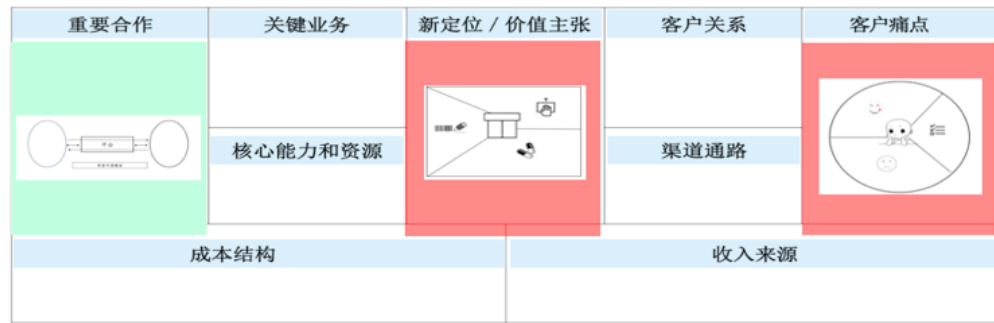 重要合作
关键业务
新定位 / 价值主张
客户关系
客户痛点
平台
核心能力和资源
渠道通路
成本结构
收入来源